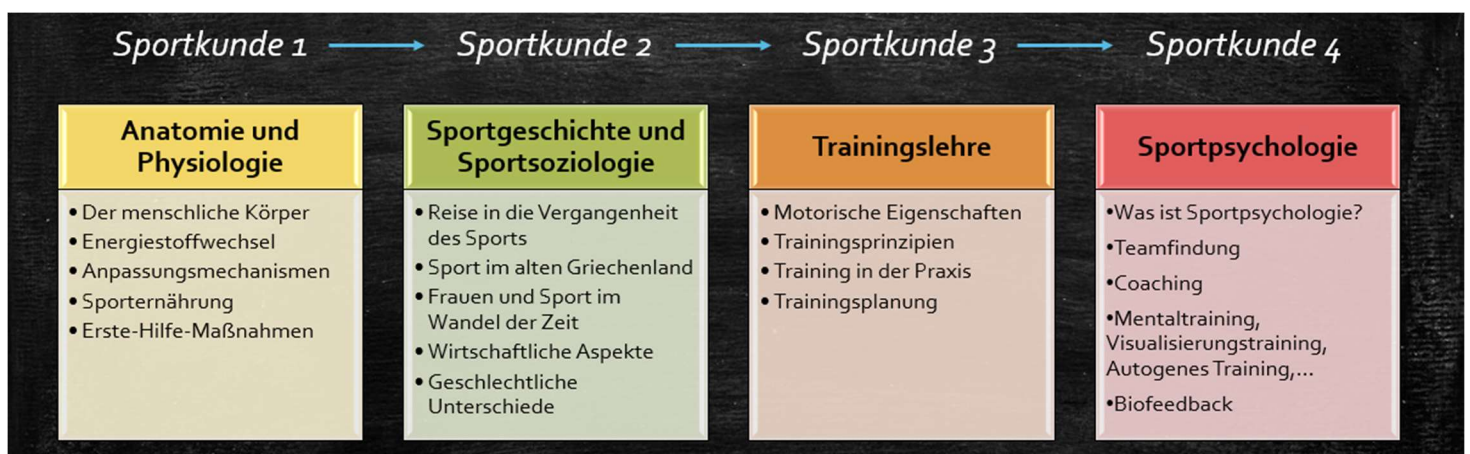 Sportkunde 1
Sportkunde 2
Sportkunde 3
Sportkunde 4
Anatomie und
Physiologie
• Der menschliche Körper
• Energiestoffwechsel
• Anpassungsmechanismen
• Sporternährung
• Erste-Hilfe-Maßnahmen
Sportgeschichte und
Sportsoziologie
• Reise in die Vergangenheit
des Sports
• Sport im alten Griechenland
• Frauen und Sport im
Wandel der Zeit
• Wirtschaftliche Aspekte
• Geschlechtliche
Unterschiede
Trainingslehre
• Motorische Eigenschaften
• Trainingsprinzipien
• Training in der Praxis
• Trainingsplanung
Sportpsychologie
•Was ist Sportpsychologie?
•Teamfindung
•Coaching
•Mentaltraining,
Visualisierungstraining,
Autogenes Training,...
•Biofeedback